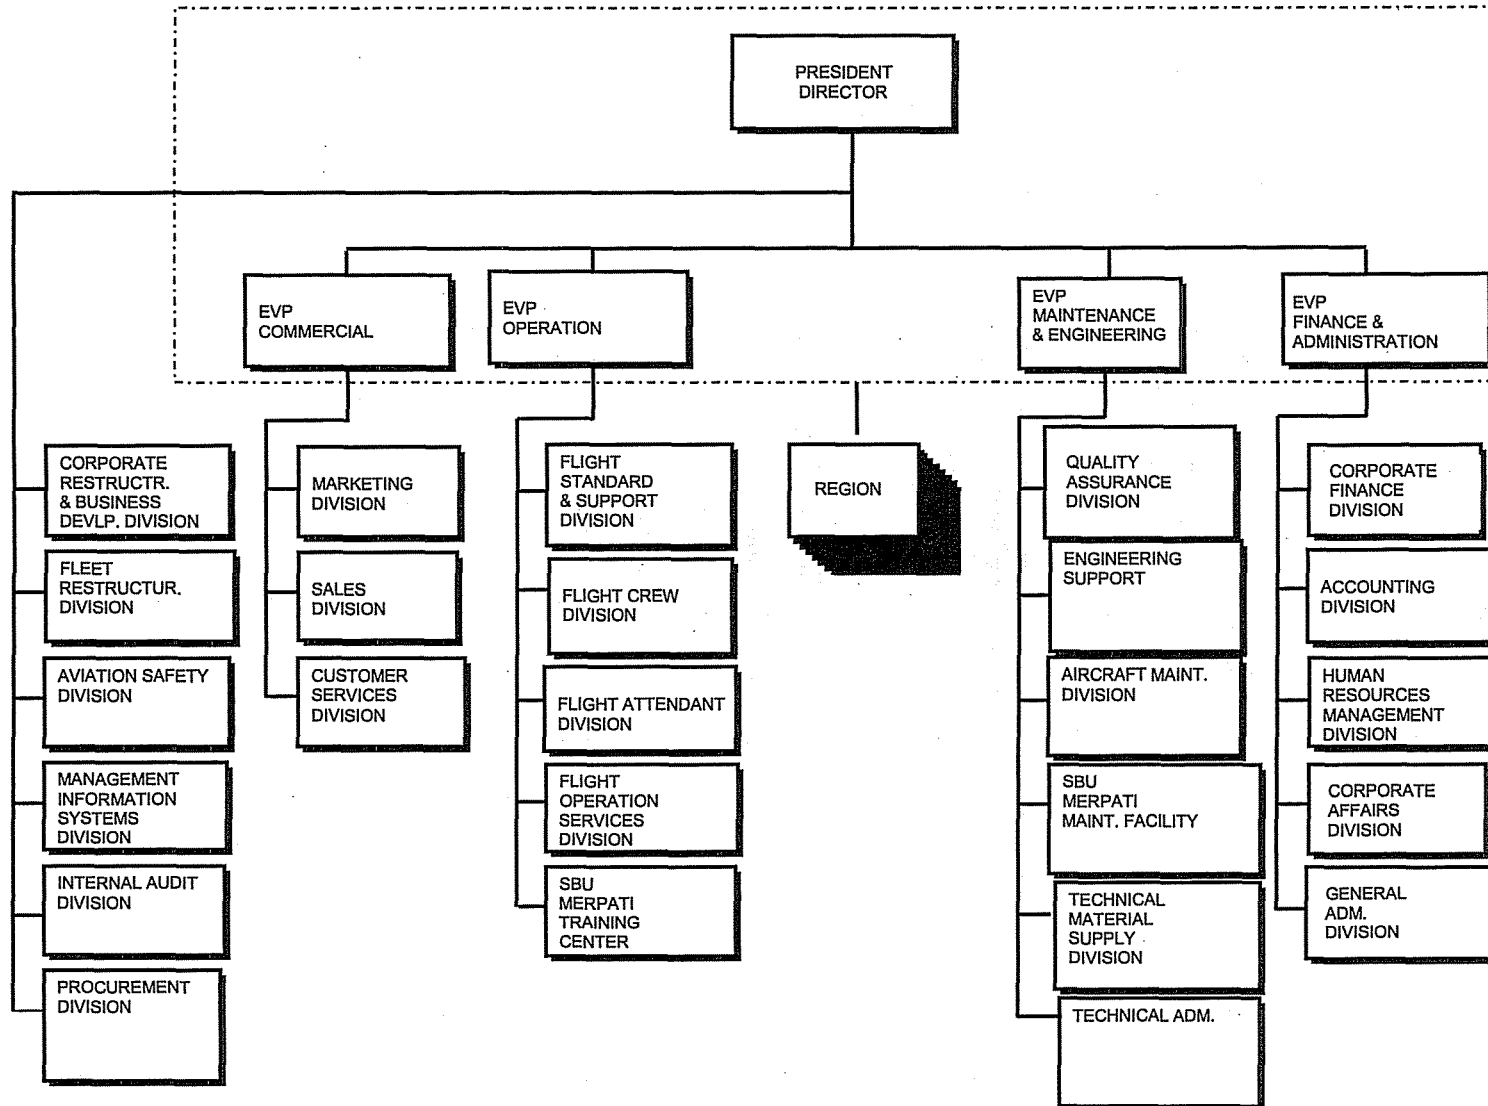 PRESIDENT
DIRECTOR
EVP
COMMERCIAL
EVP
OPERATION
EVP
MAINTENANCE
& ENGINEERING
EVP
FINANCE &
ADMINISTRATION
CORPORATE
RESTRUCTR.
& BUSINESS
DEVLP. DIVISION
FLEET
RESTRUCTUR.
DIVISION
AVIATION SAFETY
DIVISION
MANAGEMENT
INFORMATION
SYSTEMS
DIVISION
INTERNAL AUDIT
DIVISION
PROCUREMENT
DIVISION
MARKETING
DIVISION
SALES
DIVISION
CUSTOMER
SERVICES
DIVISION
FLIGHT
STANDARD
& SUPPORT
DIVISION
FLIGHT CREW
DIVISION
FLIGHT ATTENDANT
DIVISION
FLIGHT
OPERATION
SERVICES
DIVISION
SBU
MERPATI
TRAINING
CENTER
REGION
QUALITY
ASSURANCE
DIVISION
ENGINEERING
SUPPORT
AIRCRAFT MAINT.
DIVISION
SBU
MERPATI
MAINT. FACILITY
TECHNICAL
MATERIAL
SUPPLY
DIVISION
TECHNICAL ADM.
CORPORATE
FINANCE
DIVISION
ACCOUNTING
DIVISION
HUMAN
RESOURCES
MANAGEMENT
DIVISION
CORPORATE
AFFAIRS
DIVISION
GENERAL
ADM.
DIVISION